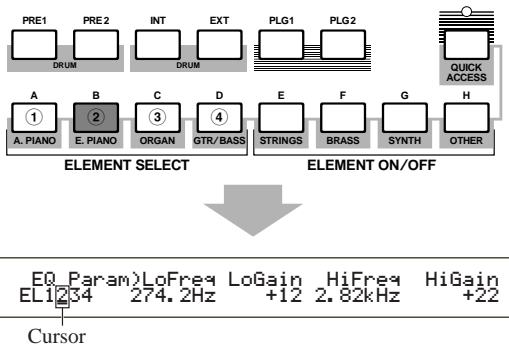 PRE1 PRE2 INT EXT PLG1 PLG2
DRUM DRUM
QUICK
ACCESS
A B C D E F G H
1 2 3 4
A. PIANO E. PIANO ORGAN GTR/BASS STRINGS BRASS SYNTH OTHER
ELEMENT SELECT ELEMENT ON/OFF
EQ Param)LoFreq LoGain HiFreq HiGain
EL1234 274.2Hz +12 2.82kHz +22
Cursor